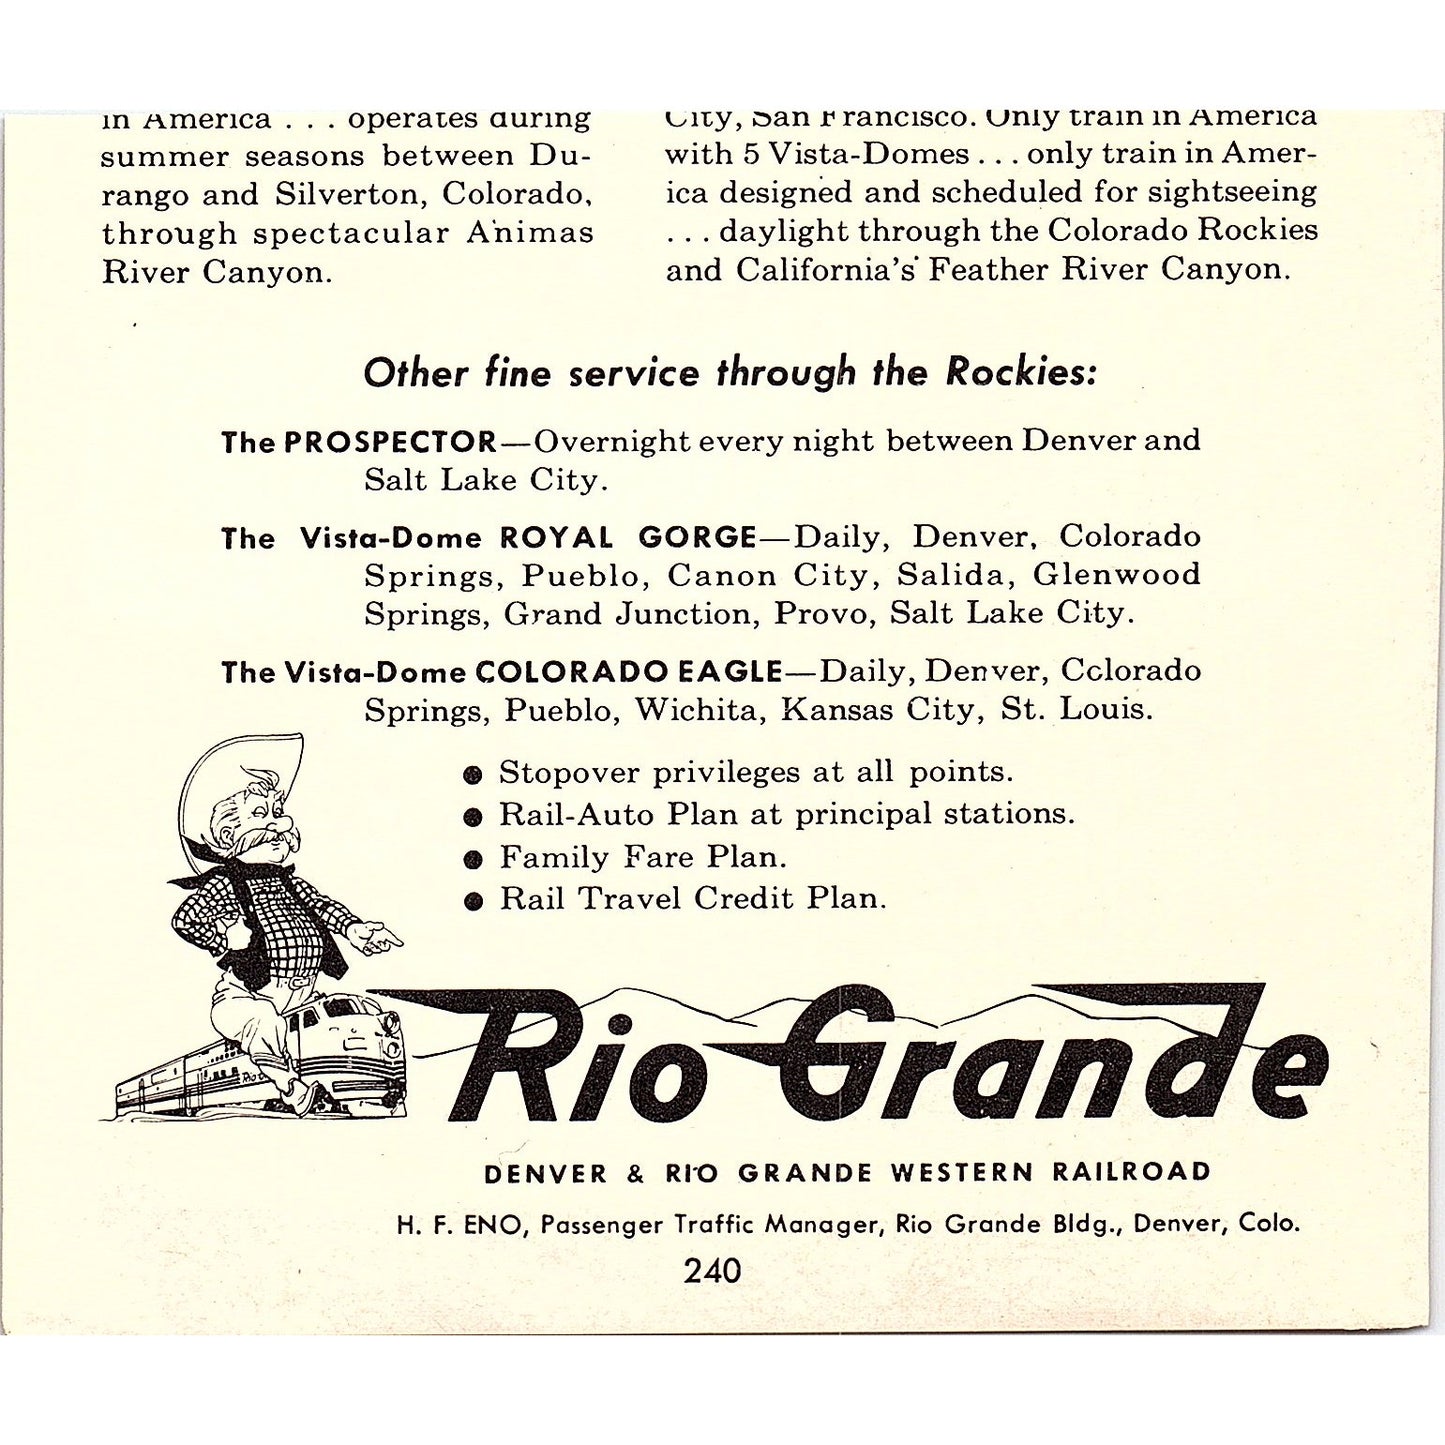 in America . . . operates during
summer seasons between Du-
rango and Silverton, Colorado,
through spectacular Animas
River Canyon.
City, San Francisco. Only train in America
with 5 Vista-Domes . . . only train in Amer-
ica designed and scheduled for sightseeing
. . . daylight through the Colorado Rockies
and California's Feather River Canyon.
Other fine service through the Rockies:
The PROSPECTOR—Overnight every night between Denver and
Salt Lake City.
The Vista-Dome ROYAL GORGE—Daily, Denver, Colorado
Springs, Pueblo, Canon City, Salida, Glenwood
Springs, Grand Junction, Provo, Salt Lake City.
The Vista-Dome COLORADO EAGLE—Daily, Denver, Colorado
Springs, Pueblo, Wichita, Kansas City, St. Louis.
● Stopover privileges at all points.
● Rail-Auto Plan at principal stations.
● Family Fare Plan.
● Rail Travel Credit Plan.
Rio Grande
DENVER & RIO GRANDE WESTERN RAILROAD
H. F. ENO, Passenger Traffic Manager, Rio Grande Bldg., Denver, Colo.
240